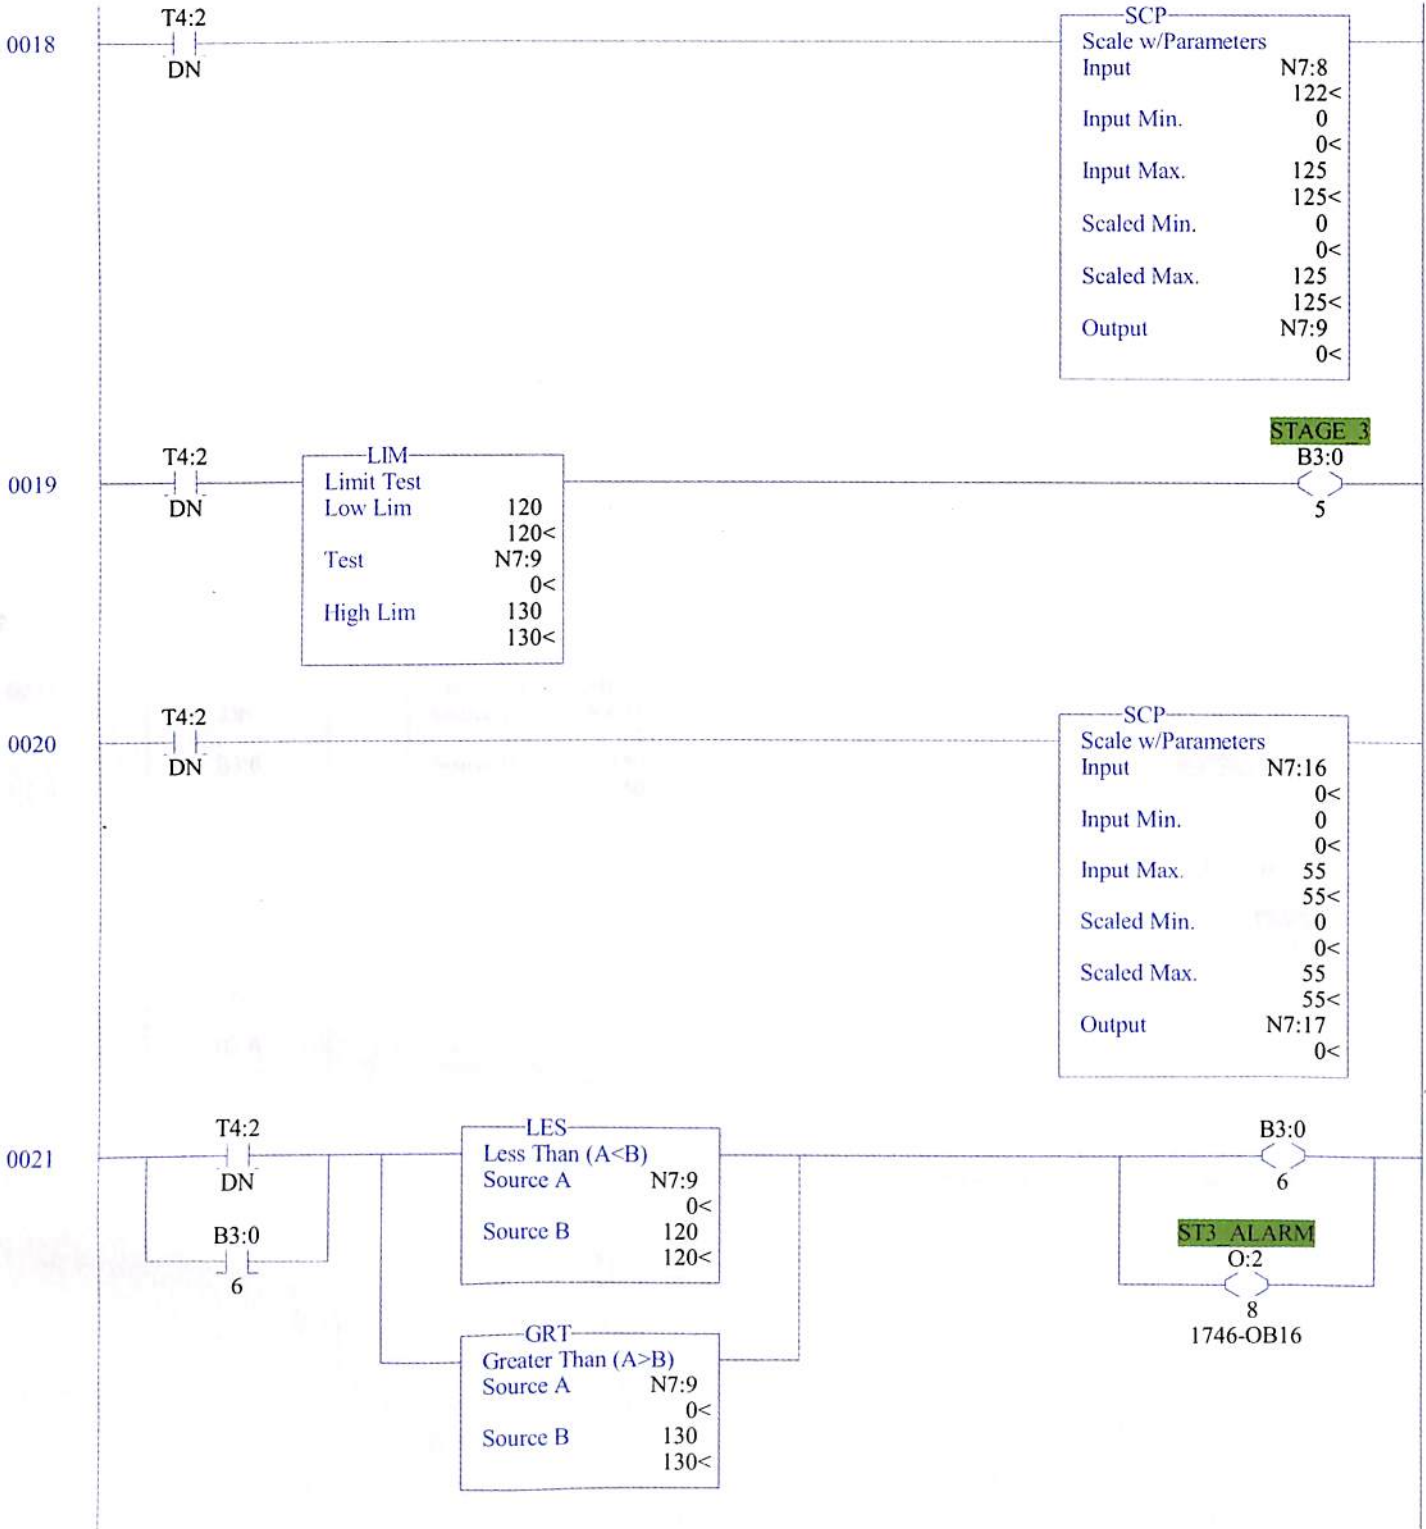 T4:2
0018
DN
SCP
Scale w/Parameters
Input N7:8
122<
Input Min. 0
0<
Input Max. 125
125<
Scaled Min. 0
0<
Scaled Max. 125
125<
Output N7:9
0<
0019
T4:2
DN
LIM
Limit Test
Low Lim 120
120<
Test N7:9
0<
High Lim 130
130<
STAGE_3
B3:0
5
0020
T4:2
DN
SCP
Scale w/Parameters
Input N7:16
0<
Input Min. 0
0<
Input Max. 55
55<
Scaled Min. 0
0<
Scaled Max. 55
55<
Output N7:17
0<
0021
T4:2
DN
B3:0
6
LES
Less Than (A<B)
Source A N7:9
0<
Source B 120
120<
GRT
Greater Than (A>B)
Source A N7:9
0<
Source B 130
130<
B3:0
6
ST3_ALARM
O:2
8
1746-OB16